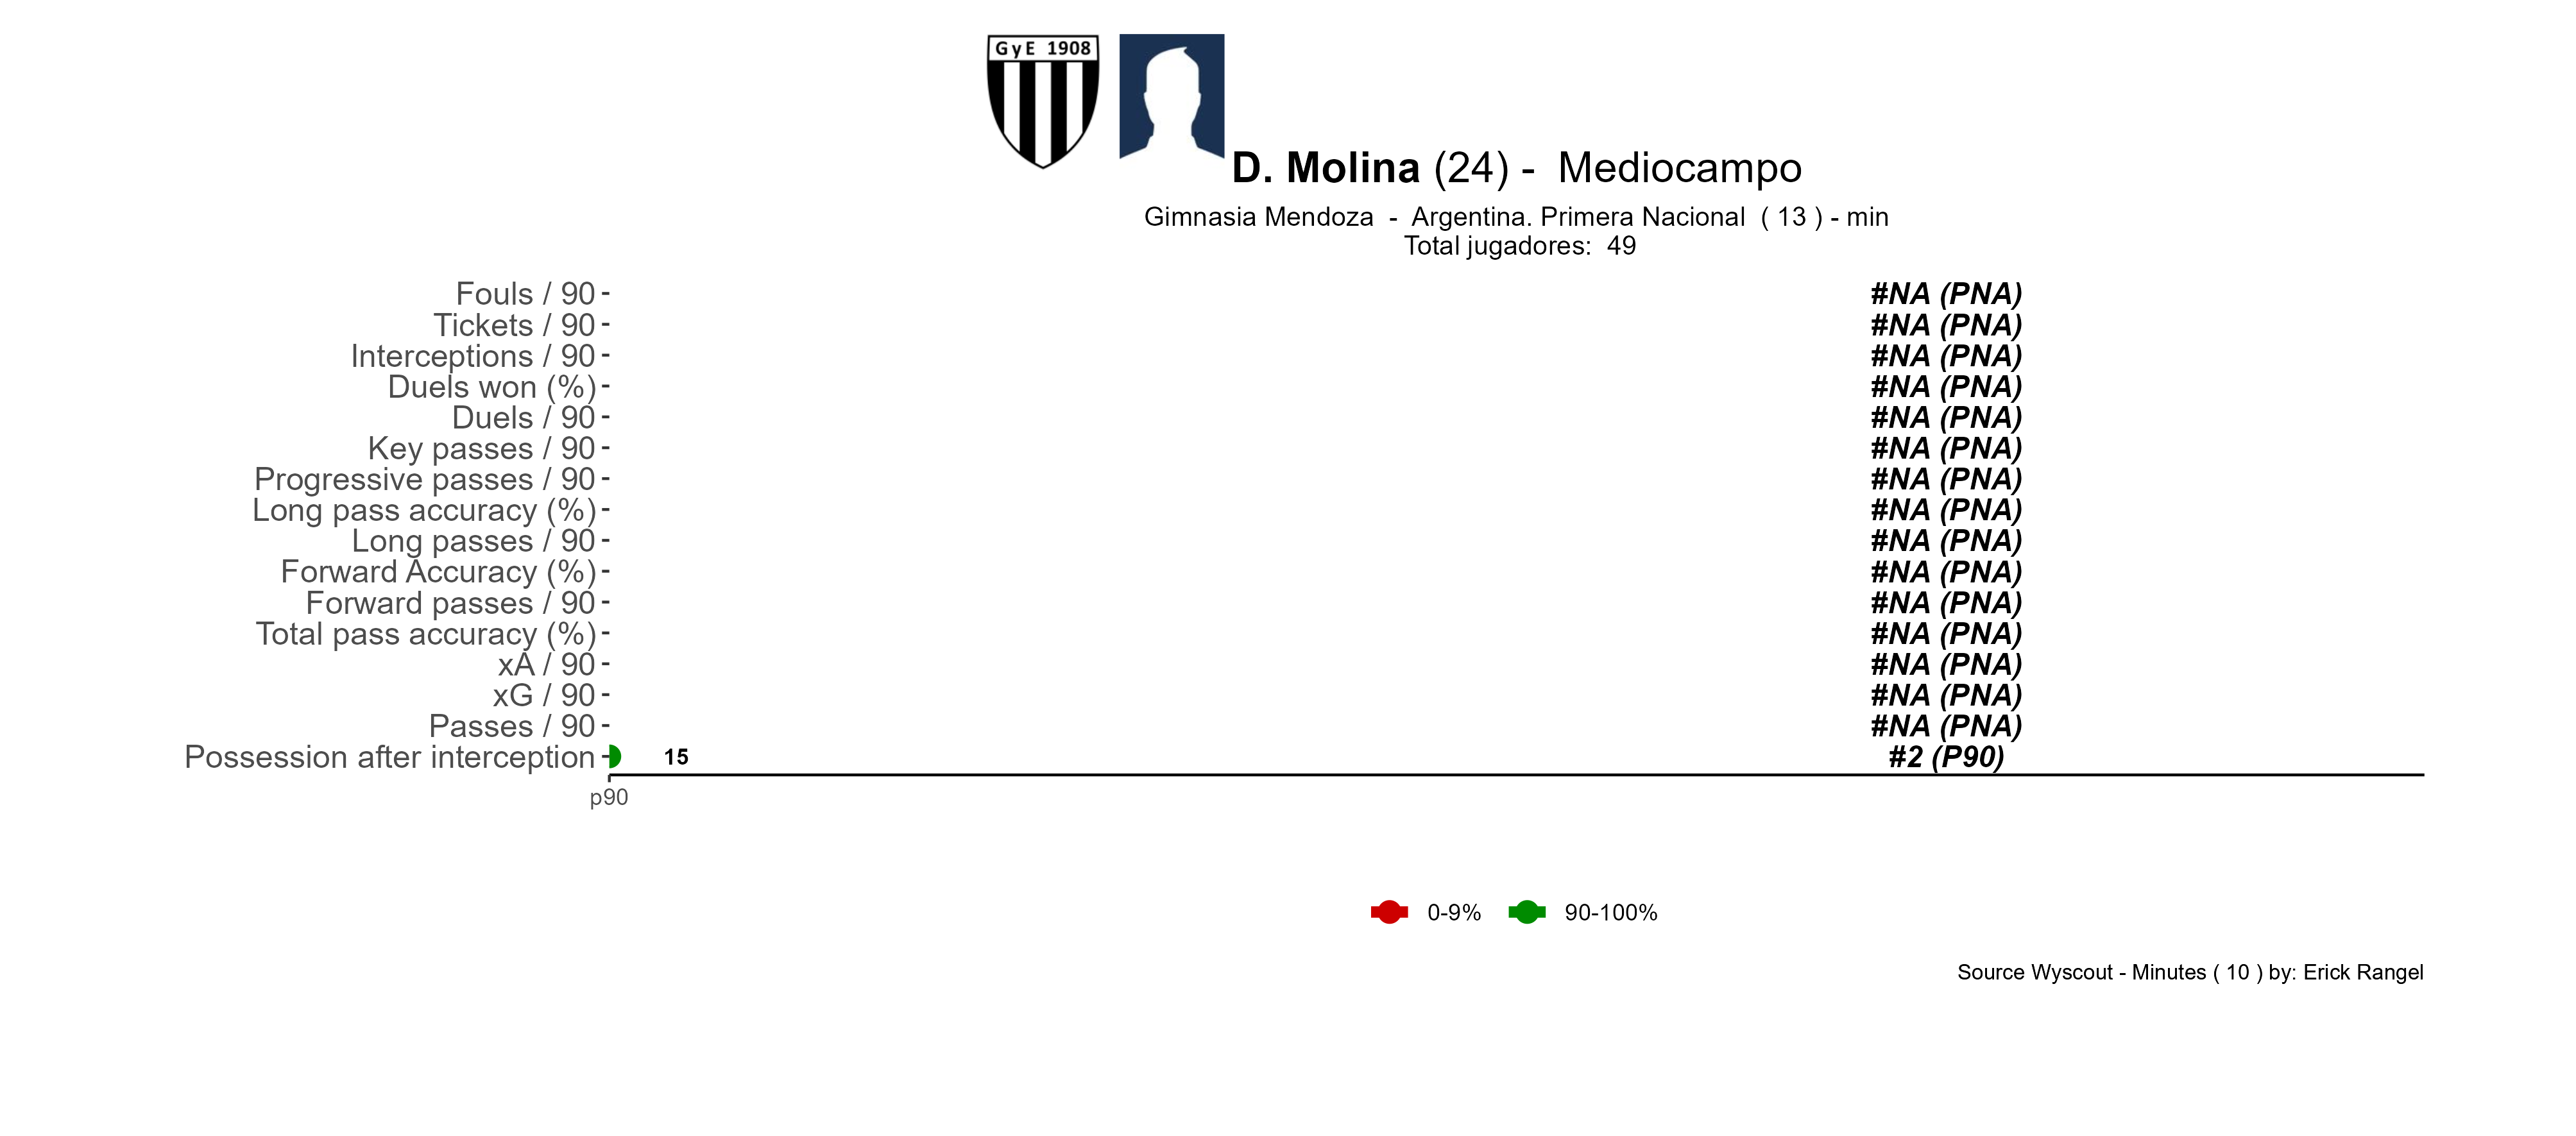 GyE 1908
D. Molina (24) - Mediocampo
Gimnasia Mendoza - Argentina. Primera Nacional ( 13 ) - min
Total jugadores: 49
Fouls / 90 #NA (PNA)
Tickets / 90 #NA (PNA)
Interceptions / 90 #NA (PNA)
Duels won (%) #NA (PNA)
Duels / 90 #NA (PNA)
Key passes / 90 #NA (PNA)
Progressive passes / 90 #NA (PNA)
Long pass accuracy (%) #NA (PNA)
Long passes / 90 #NA (PNA)
Forward Accuracy (%) #NA (PNA)
Forward passes / 90 #NA (PNA)
Total pass accuracy (%) #NA (PNA)
xA / 90 #NA (PNA)
xG / 90 #NA (PNA)
Passes / 90 #NA (PNA)
Possession after interception 15 #2 (P90)
p90
0-9% 90-100%
Source Wyscout - Minutes ( 10 ) by: Erick Rangel